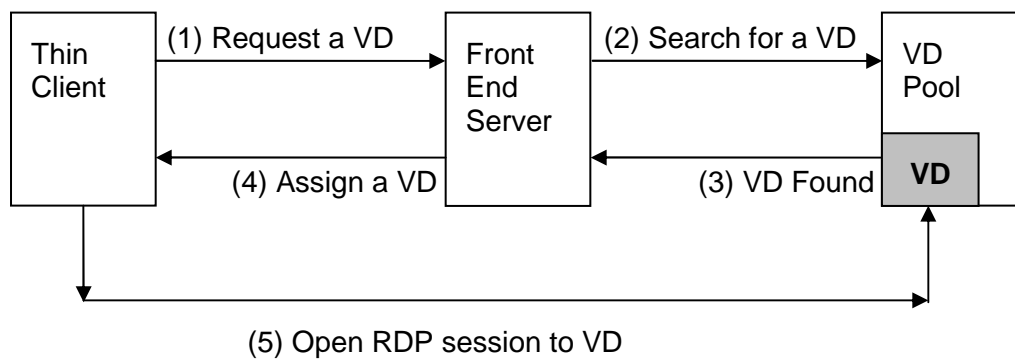 Thin
Client
(1) Request a VD
Front
End
Server
(2) Search for a VD
VD
Pool
(4) Assign a VD
(3) VD Found
VD
(5) Open RDP session to VD